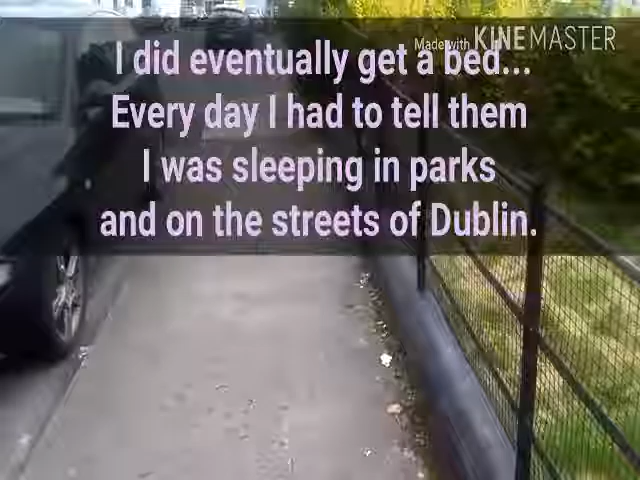 Made with KINEMASTER
I did eventually get a bed...
Every day I had to tell them
I was sleeping in parks
and on the streets of Dublin.